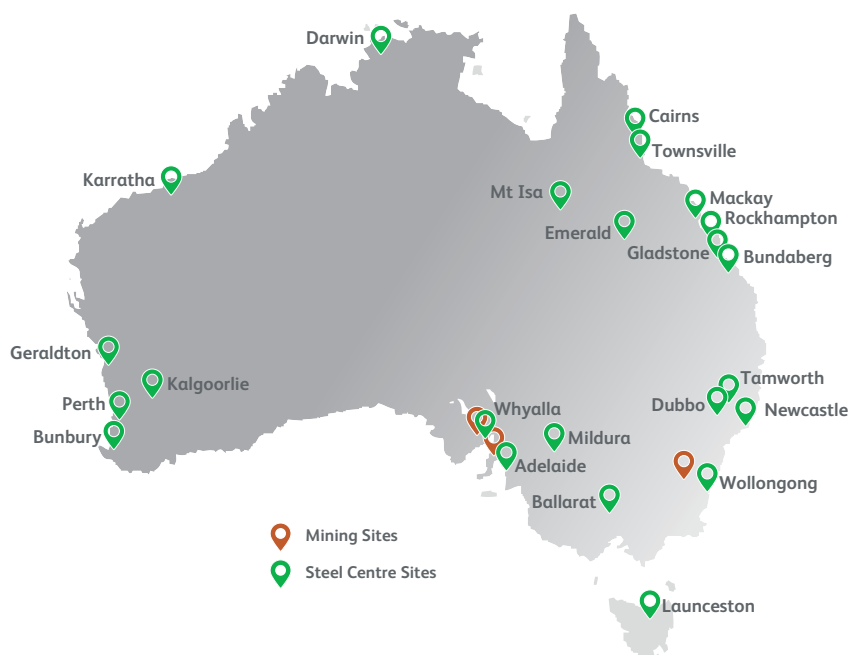 Darwin
Cairns
Townsville
Karratha
Mt Isa
Mackay
Rockhampton
Emerald
Gladstone
Bundaberg
Geraldton
Kalgoorlie
Tamworth
Perth
Dubbo
Newcastle
Whyalla
Bunbury
Mildura
Adelaide
Wollongong
Ballarat
Mining Sites
Steel Centre Sites
Launceston